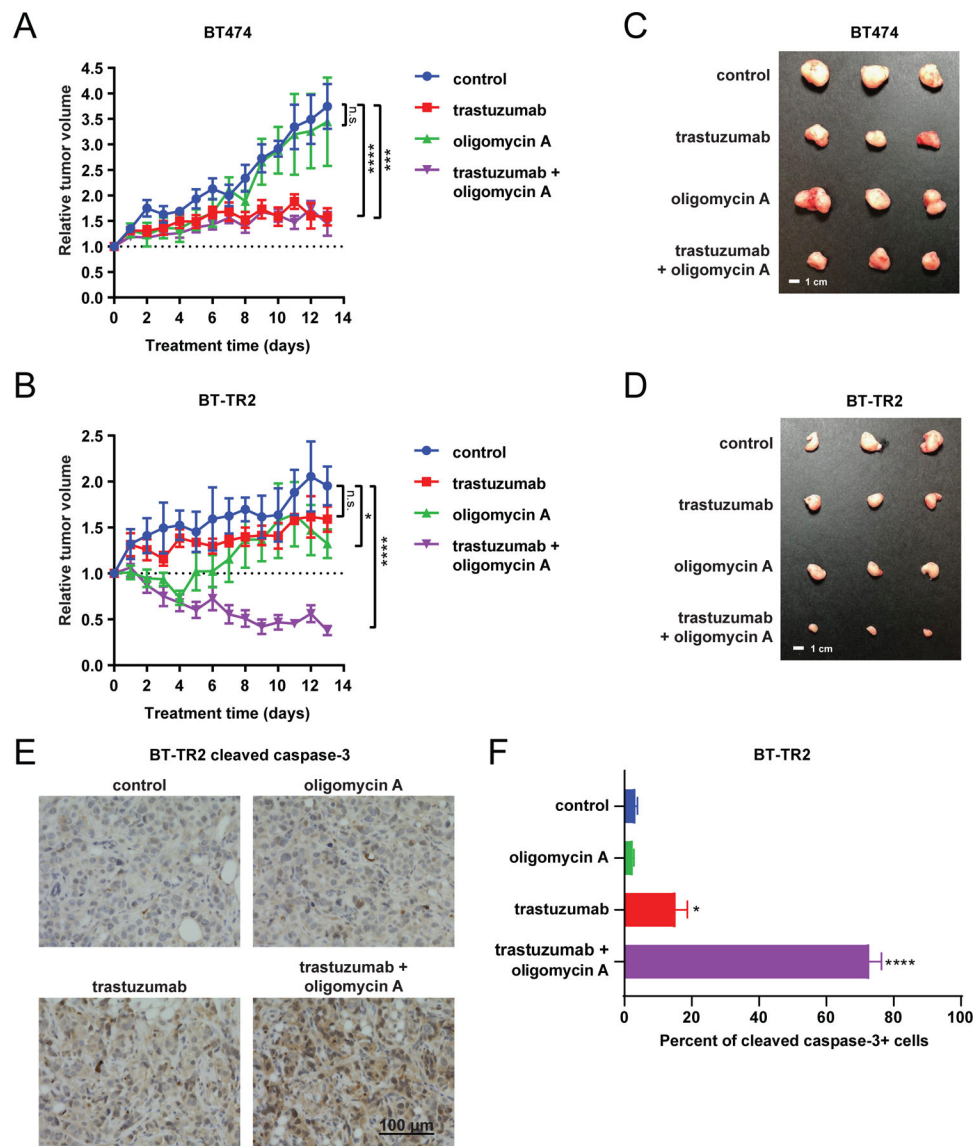 A
BT474
Relative tumor volume
4.5
4.0
3.5
3.0
2.5
2.0
1.5
1.0
0.5
0.0
0 2 4 6 8 10 12 14
Treatment time (days)
control
trastuzumab
oligomycin A
trastuzumab +
oligomycin A
n.s.
****
***
C
BT474
control
trastuzumab
oligomycin A
trastuzumab
+ oligomycin A
1 cm
B
BT-TR2
Relative tumor volume
2.5
2.0
1.5
1.0
0.5
0.0
0 2 4 6 8 10 12 14
Treatment time (days)
control
trastuzumab
oligomycin A
trastuzumab +
oligomycin A
n.s.
*
****
D
BT-TR2
control
trastuzumab
oligomycin A
trastuzumab
+ oligomycin A
1 cm
E
BT-TR2 cleaved caspase-3
control
oligomycin A
trastuzumab
trastuzumab +
oligomycin A
100 µm
F
BT-TR2
control
oligomycin A
trastuzumab
*
trastuzumab +
oligomycin A
****
0 20 40 60 80 100
Percent of cleaved caspase-3+ cells